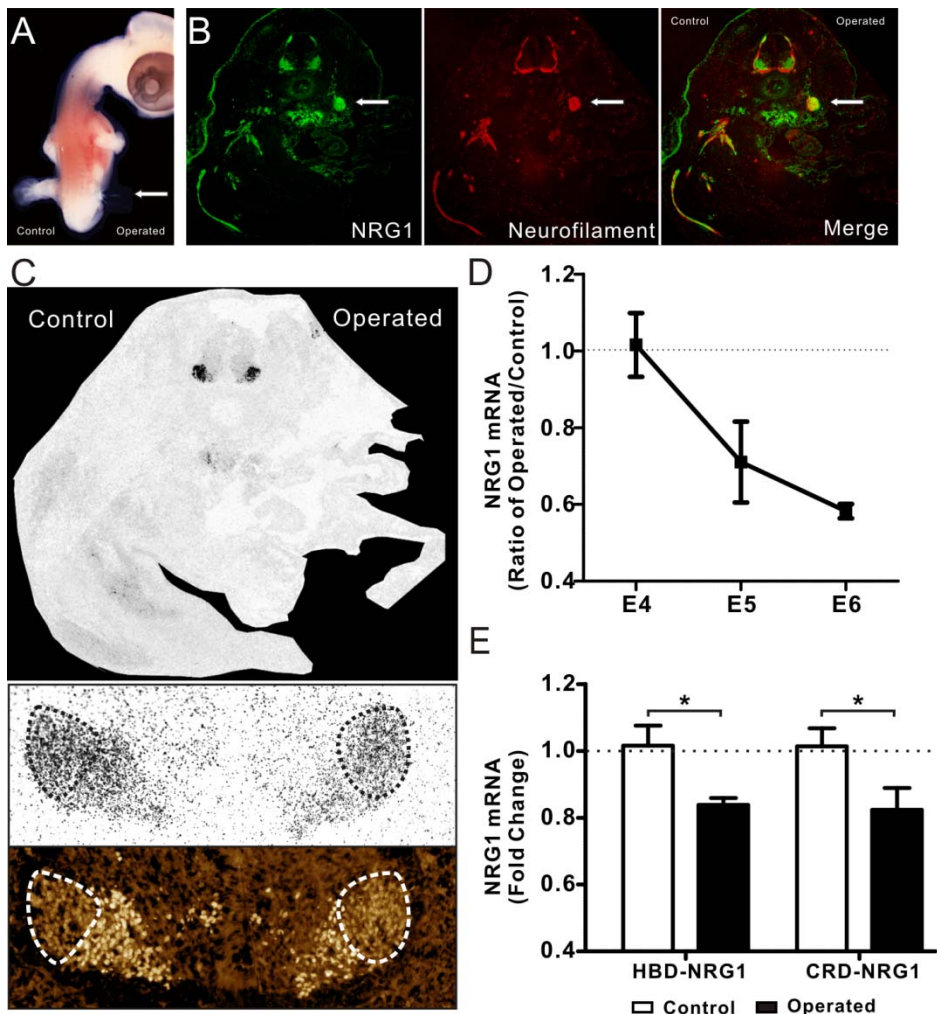 A
Control
Operated
B
NRG1
Neurofilament
Control
Operated
Merge
C
Control
Operated
D
NRG1 mRNA
(Ratio of Operated/Control)
1.2
1.0
0.8
0.6
0.4
E4
E5
E6
E
NRG1 mRNA
(Fold Change)
1.2
1.0
0.8
0.6
0.4
*
*
HBD-NRG1
CRD-NRG1
Control
Operated